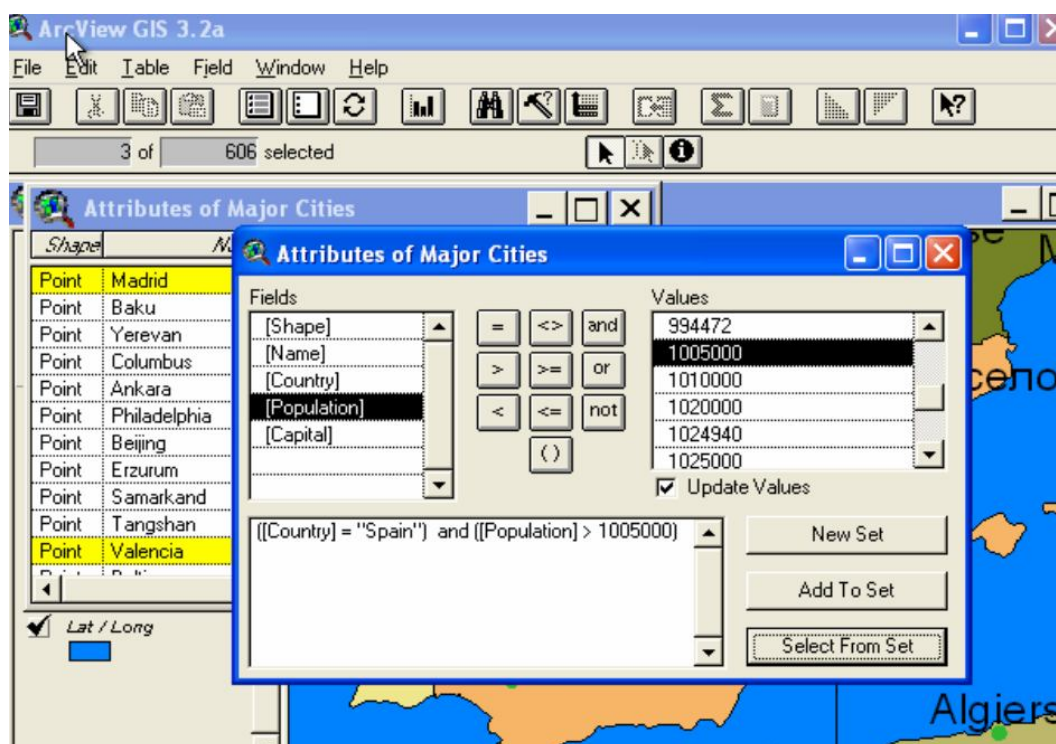 ArcView GIS 3.2a
File Edit Table Field Window Help
3 of 606 selected
Attributes of Major Cities
Shape
Point Madrid
Point Baku
Point Yerevan
Point Columbus
Point Ankara
Point Philadelphia
Point Beijing
Point Erzurum
Point Samarkand
Point Tangshan
Point Valencia
Lat / Long
Attributes of Major Cities
Fields
[Shape]
[Name]
[Country]
[Population]
[Capital]
= <> and
> >= or
< <= not
( )
Values
994472
1005000
1010000
1020000
1024940
1025000
Update Values
([Country] = "Spain") and ([Population] > 1005000)
New Set
Add To Set
Select From Set
Algiers